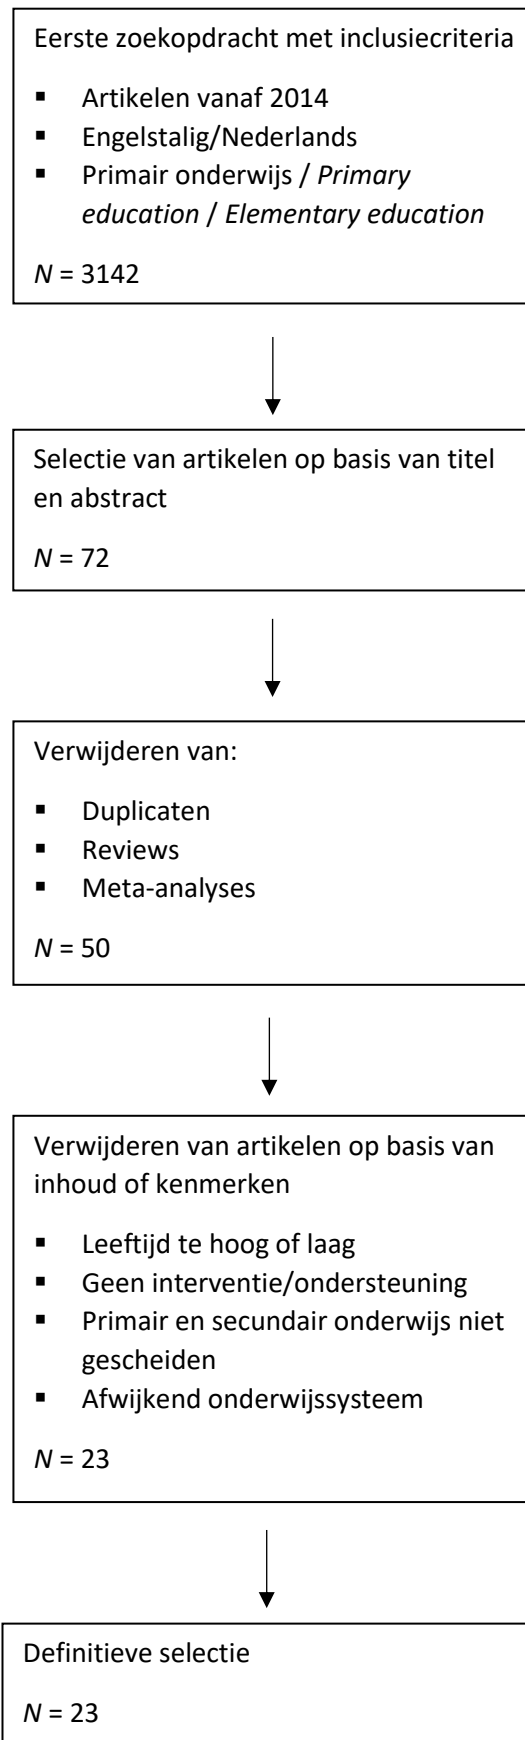 Eerste zoekopdracht met inclusiecriteria
▪ Artikelen vanaf 2014
▪ Engelstalig/Nederlands
▪ Primair onderwijs / Primary
education / Elementary education
N = 3142
Selectie van artikelen op basis van titel
en abstract
N = 72
Verwijderen van:
▪ Duplicaten
▪ Reviews
▪ Meta-analyses
N = 50
Verwijderen van artikelen op basis van
inhoud of kenmerken
▪ Leeftijd te hoog of laag
▪ Geen interventie/ondersteuning
▪ Primair en secundair onderwijs niet
gescheiden
▪ Afwijkend onderwijssysteem
N = 23
Definitieve selectie
N = 23